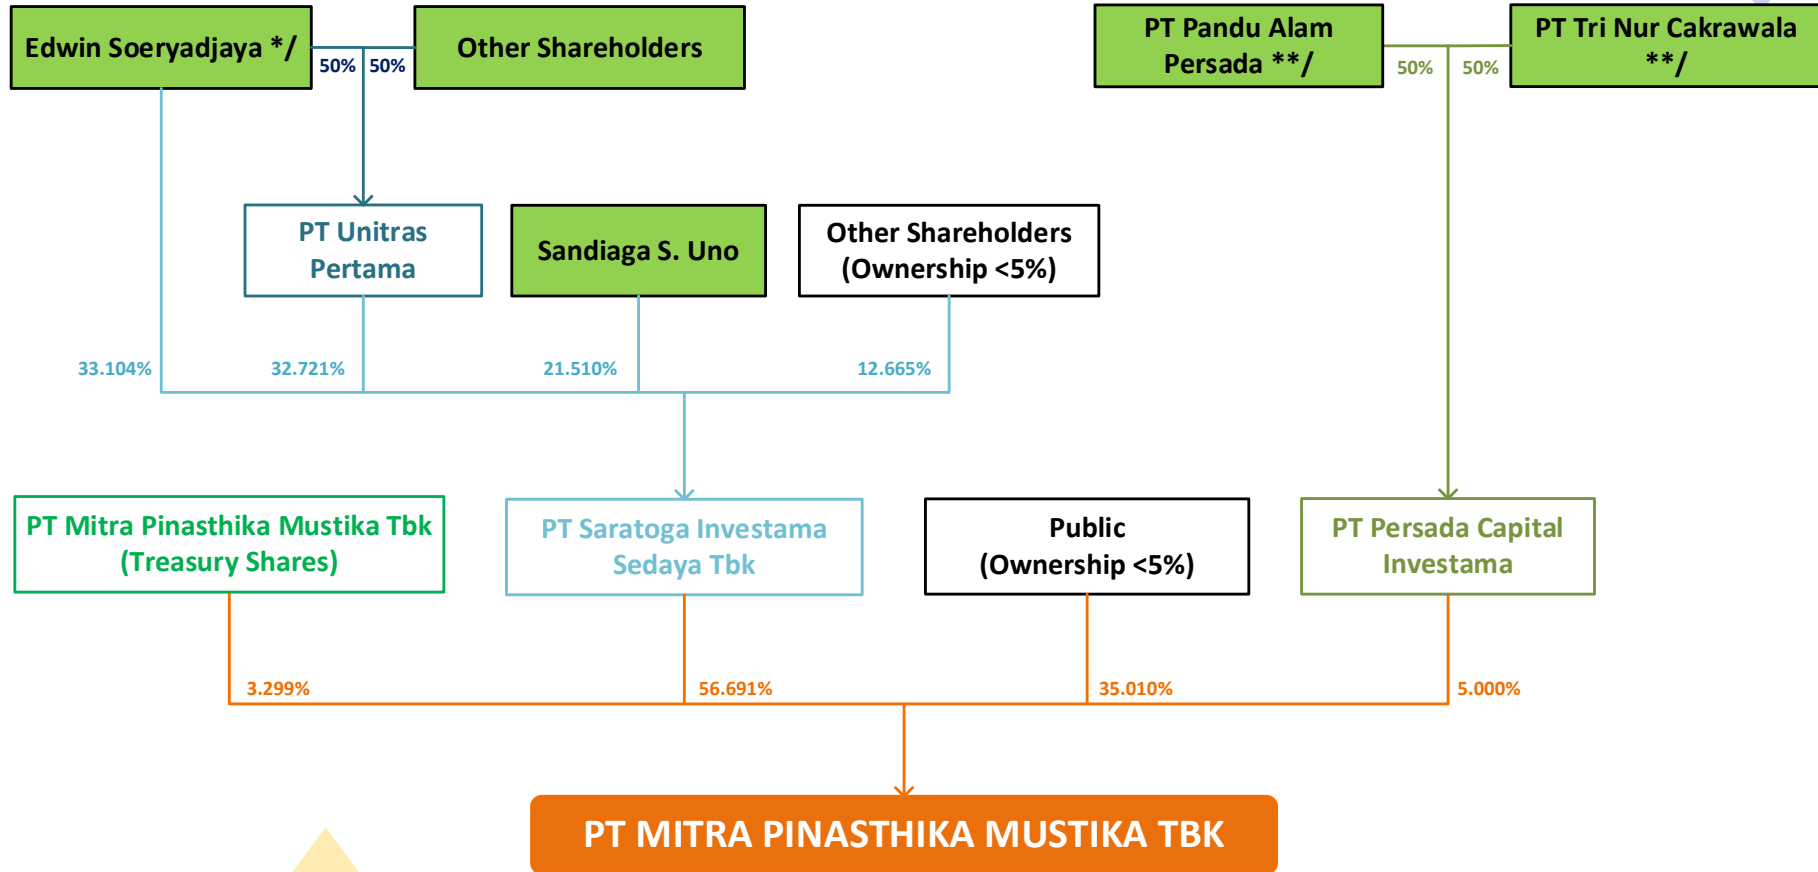 Edwin Soeryadjaya */
50%
50%
Other Shareholders
PT Pandu Alam
Persada **/
50%
50%
PT Tri Nur Cakrawala
**/
PT Unitras
Pertama
Sandiaga S. Uno
Other Shareholders
(Ownership <5%)
33.104%
32.721%
21.510%
12.665%
PT Mitra Pinasthika Mustika Tbk
(Treasury Shares)
PT Saratoga Investama
Sedaya Tbk
Public
(Ownership <5%)
PT Persada Capital
Investama
3.299%
56.691%
35.010%
5.000%
PT MITRA PINASTHIKA MUSTIKA TBK